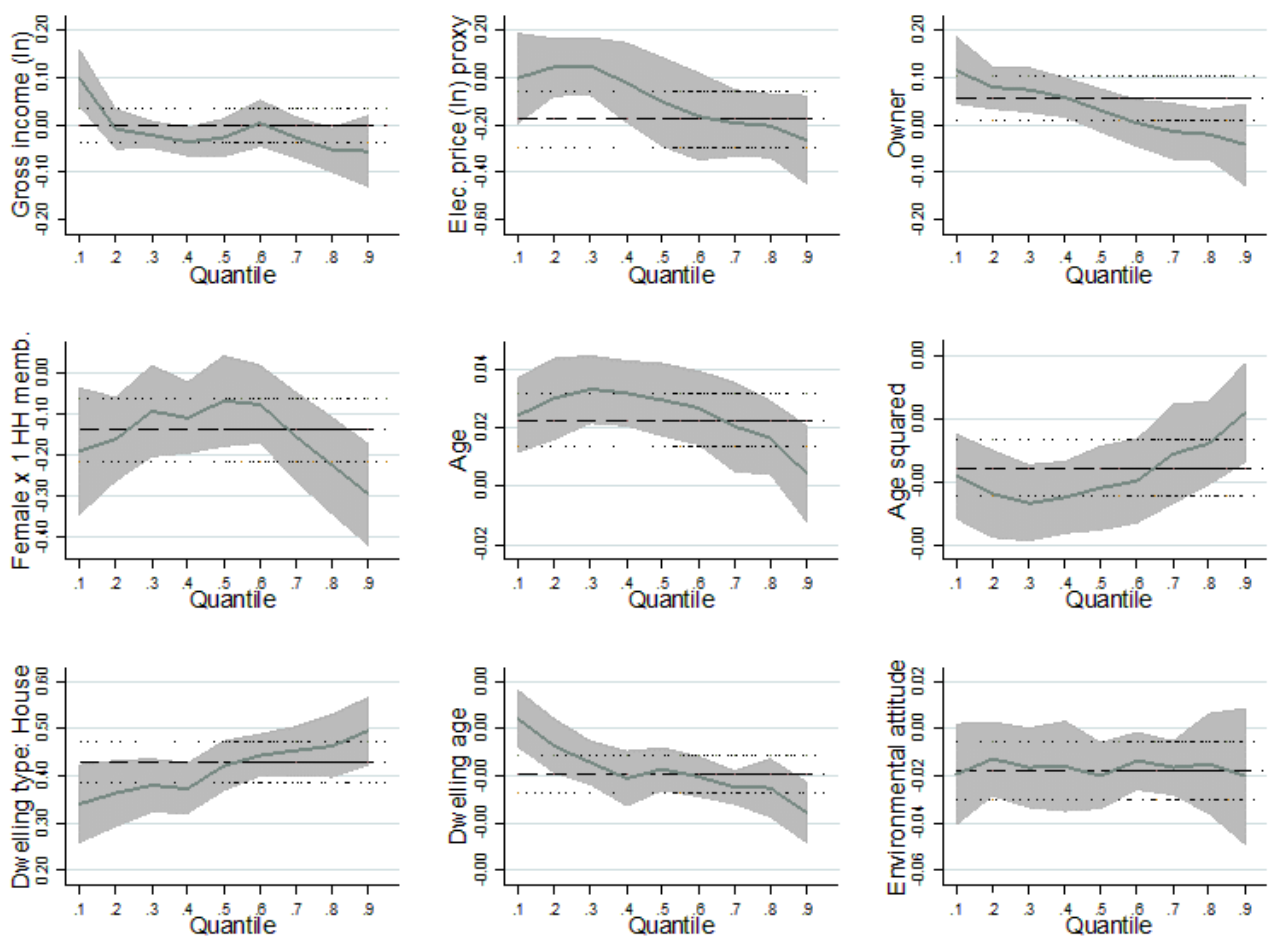 Gross income (ln)
0.20
0.10
0.00
-0.10
-0.20
.1 .2 .3 .4 .5 .6 .7 .8 .9
Quantile
Elec. price (ln) proxy
0.20
0.00
-0.20
-0.40
-0.60
.1 .2 .3 .4 .5 .6 .7 .8 .9
Quantile
Owner
0.20
0.10
0.00
-0.10
-0.20
.1 .2 .3 .4 .5 .6 .7 .8 .9
Quantile
Female x 1 HH memb.
0.00
-0.10
-0.20
-0.30
-0.40
.1 .2 .3 .4 .5 .6 .7 .8 .9
Quantile
Age
0.04
0.02
0.00
-0.02
.1 .2 .3 .4 .5 .6 .7 .8 .9
Quantile
Age squared
0.00
0.00
-0.00
-0.00
.1 .2 .3 .4 .5 .6 .7 .8 .9
Quantile
Dwelling type: House
0.60
0.50
0.40
0.30
0.20
.1 .2 .3 .4 .5 .6 .7 .8 .9
Quantile
Dwelling age
0.00
0.00
-0.00
-0.00
-0.00
.1 .2 .3 .4 .5 .6 .7 .8 .9
Quantile
Environmental attitude
0.02
0.00
-0.02
-0.04
-0.06
.1 .2 .3 .4 .5 .6 .7 .8 .9
Quantile